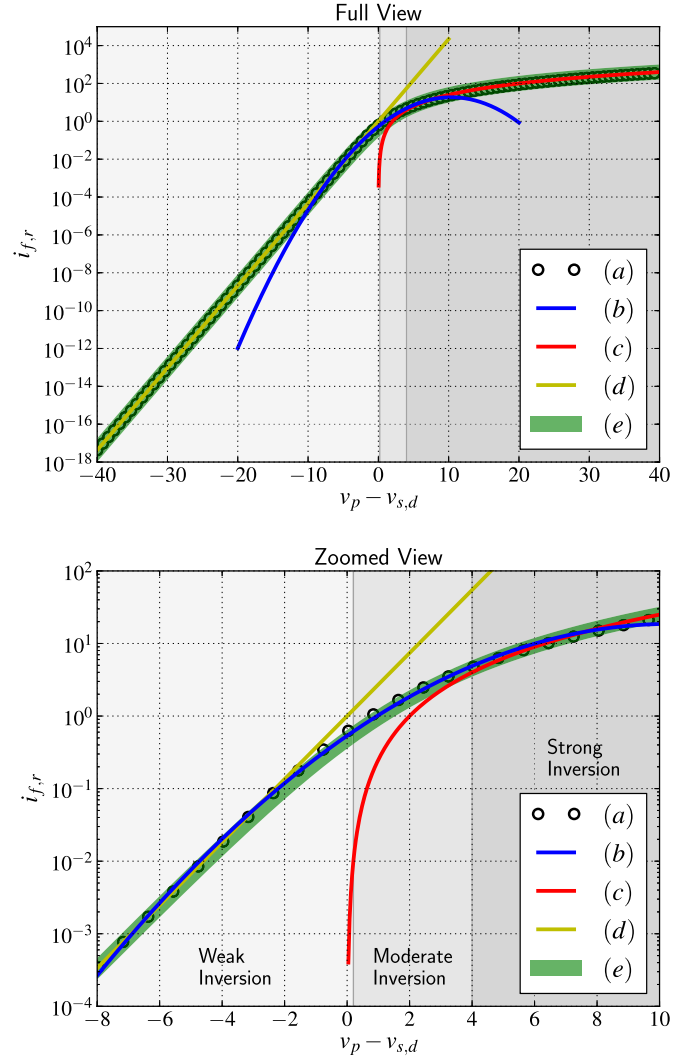 Full View
10^4
10^2
10^0
10^−2
10^−4
10^−6
10^−8
10^−10
10^−12
10^−14
10^−16
10^−18
i_{f,r}
−40 −30 −20 −10 0 10 20 30 40
v_p − v_{s,d}
(a)
(b)
(c)
(d)
(e)
Zoomed View
10^2
10^1
10^0
10^−1
10^−2
10^−3
10^−4
i_{f,r}
Strong
Inversion
(a)
(b)
(c)
(d)
(e)
Weak
Inversion
Moderate
Inversion
−8 −6 −4 −2 0 2 4 6 8 10
v_p − v_{s,d}